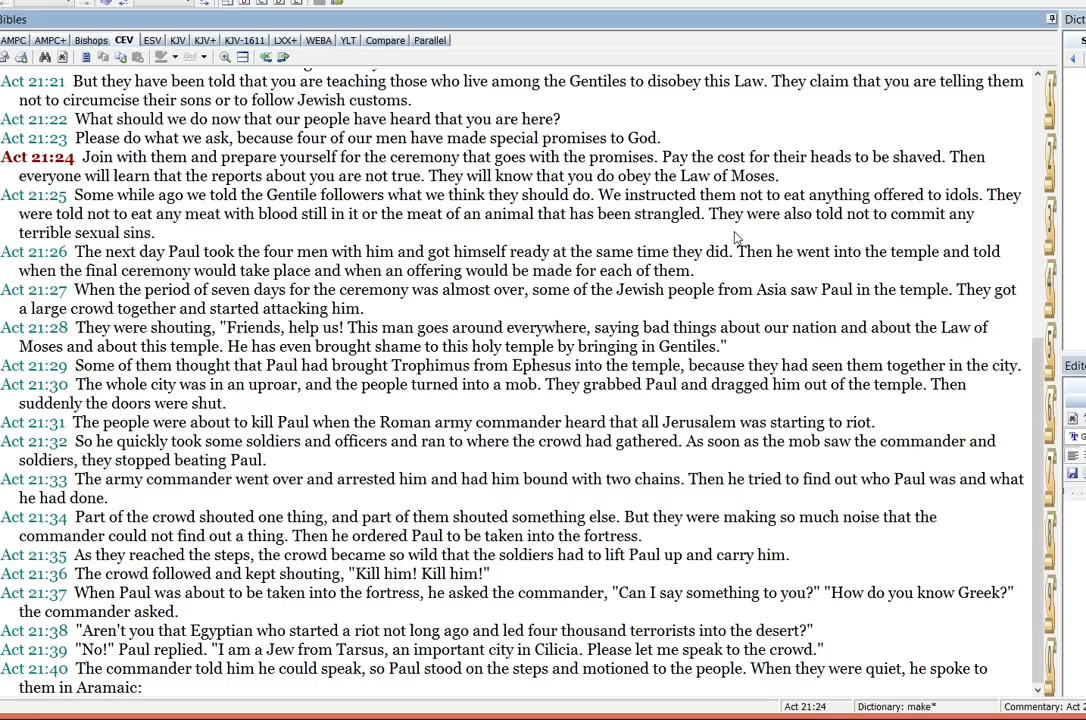 Bibles
Dict
AMPC AMPC+ Bishops CEV ESV KJV KJV+ KJV-1611 LXX+ WEBA YLT Compare Parallel
Act 21:21 But they have been told that you are teaching those who live among the Gentiles to disobey this Law. They claim that you are telling them
not to circumcise their sons or to follow Jewish customs.
Act 21:22 What should we do now that our people have heard that you are here?
Act 21:23 Please do what we ask, because four of our men have made special promises to God.
Act 21:24 Join with them and prepare yourself for the ceremony that goes with the promises. Pay the cost for their heads to be shaved. Then
everyone will learn that the reports about you are not true. They will know that you do obey the Law of Moses.
Act 21:25 Some while ago we told the Gentile followers what we think they should do. We instructed them not to eat anything offered to idols. They
were told not to eat any meat with blood still in it or the meat of an animal that has been strangled. They were also told not to commit any
terrible sexual sins.
Act 21:26 The next day Paul took the four men with him and got himself ready at the same time they did. Then he went into the temple and told
when the final ceremony would take place and when an offering would be made for each of them.
Act 21:27 When the period of seven days for the ceremony was almost over, some of the Jewish people from Asia saw Paul in the temple. They got
a large crowd together and started attacking him.
Act 21:28 They were shouting, "Friends, help us! This man goes around everywhere, saying bad things about our nation and about the Law of
Moses and about this temple. He has even brought shame to this holy temple by bringing in Gentiles."
Act 21:29 Some of them thought that Paul had brought Trophimus from Ephesus into the temple, because they had seen them together in the city.
Act 21:30 The whole city was in an uproar, and the people turned into a mob. They grabbed Paul and dragged him out of the temple. Then
suddenly the doors were shut.
Act 21:31 The people were about to kill Paul when the Roman army commander heard that all Jerusalem was starting to riot.
Act 21:32 So he quickly took some soldiers and officers and ran to where the crowd had gathered. As soon as the mob saw the commander and
soldiers, they stopped beating Paul.
Act 21:33 The army commander went over and arrested him and had him bound with two chains. Then he tried to find out who Paul was and what
he had done.
Act 21:34 Part of the crowd shouted one thing, and part of them shouted something else. But they were making so much noise that the
commander could not find out a thing. Then he ordered Paul to be taken into the fortress.
Act 21:35 As they reached the steps, the crowd became so wild that the soldiers had to lift Paul up and carry him.
Act 21:36 The crowd followed and kept shouting, "Kill him! Kill him!"
Act 21:37 When Paul was about to be taken into the fortress, he asked the commander, "Can I say something to you?" "How do you know Greek?"
the commander asked.
Act 21:38 "Aren't you that Egyptian who started a riot not long ago and led four thousand terrorists into the desert?"
Act 21:39 "No!" Paul replied. "I am a Jew from Tarsus, an important city in Cilicia. Please let me speak to the crowd."
Act 21:40 The commander told him he could speak, so Paul stood on the steps and motioned to the people. When they were quiet, he spoke to
them in Aramaic:
Edite
Act 21:24 Dictionary: make* Commentary: Act 2